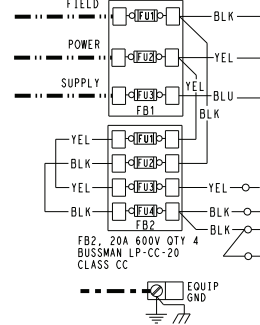 FIELD
FU1
BLK
POWER
FU2
YEL
SUPPLY
YEL
FU3
BLU
FB1
BLK
YEL
FU1
BLK
FU2
YEL
FU3
YEL
BLK
FU4
BLK
FB2
BLK
FB2, 20A 600V QTY 4
BUSSMAN LP-CC-20
CLASS CC
EQUIP
GND